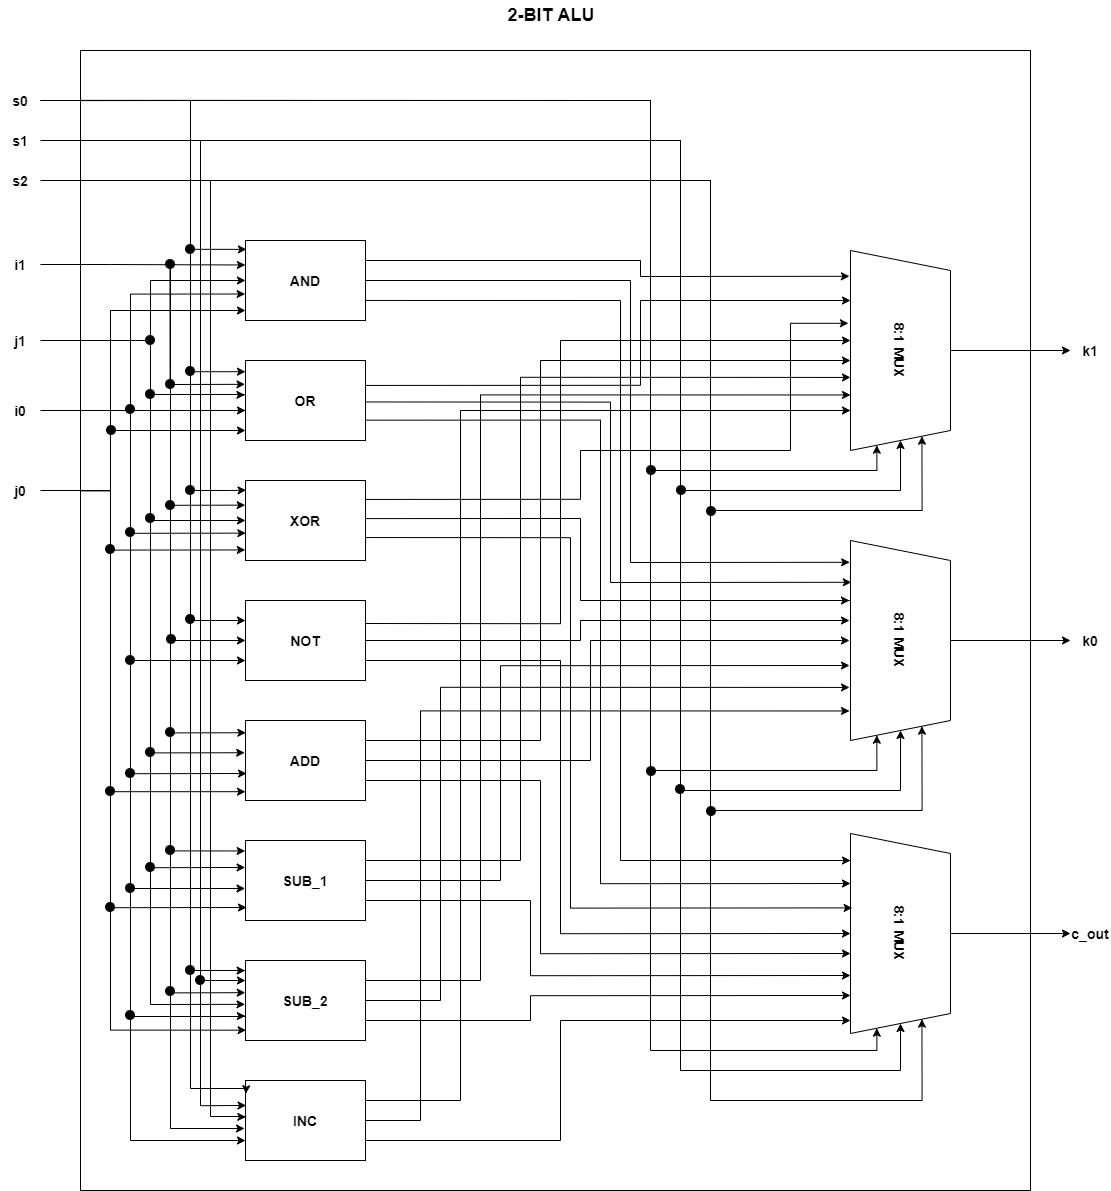 2-BIT ALU
s0
s1
s2
i1
j1
i0
j0
AND
OR
XOR
NOT
ADD
SUB_1
SUB_2
INC
8:1 MUX
k1
8:1 MUX
k0
8:1 MUX
c_out